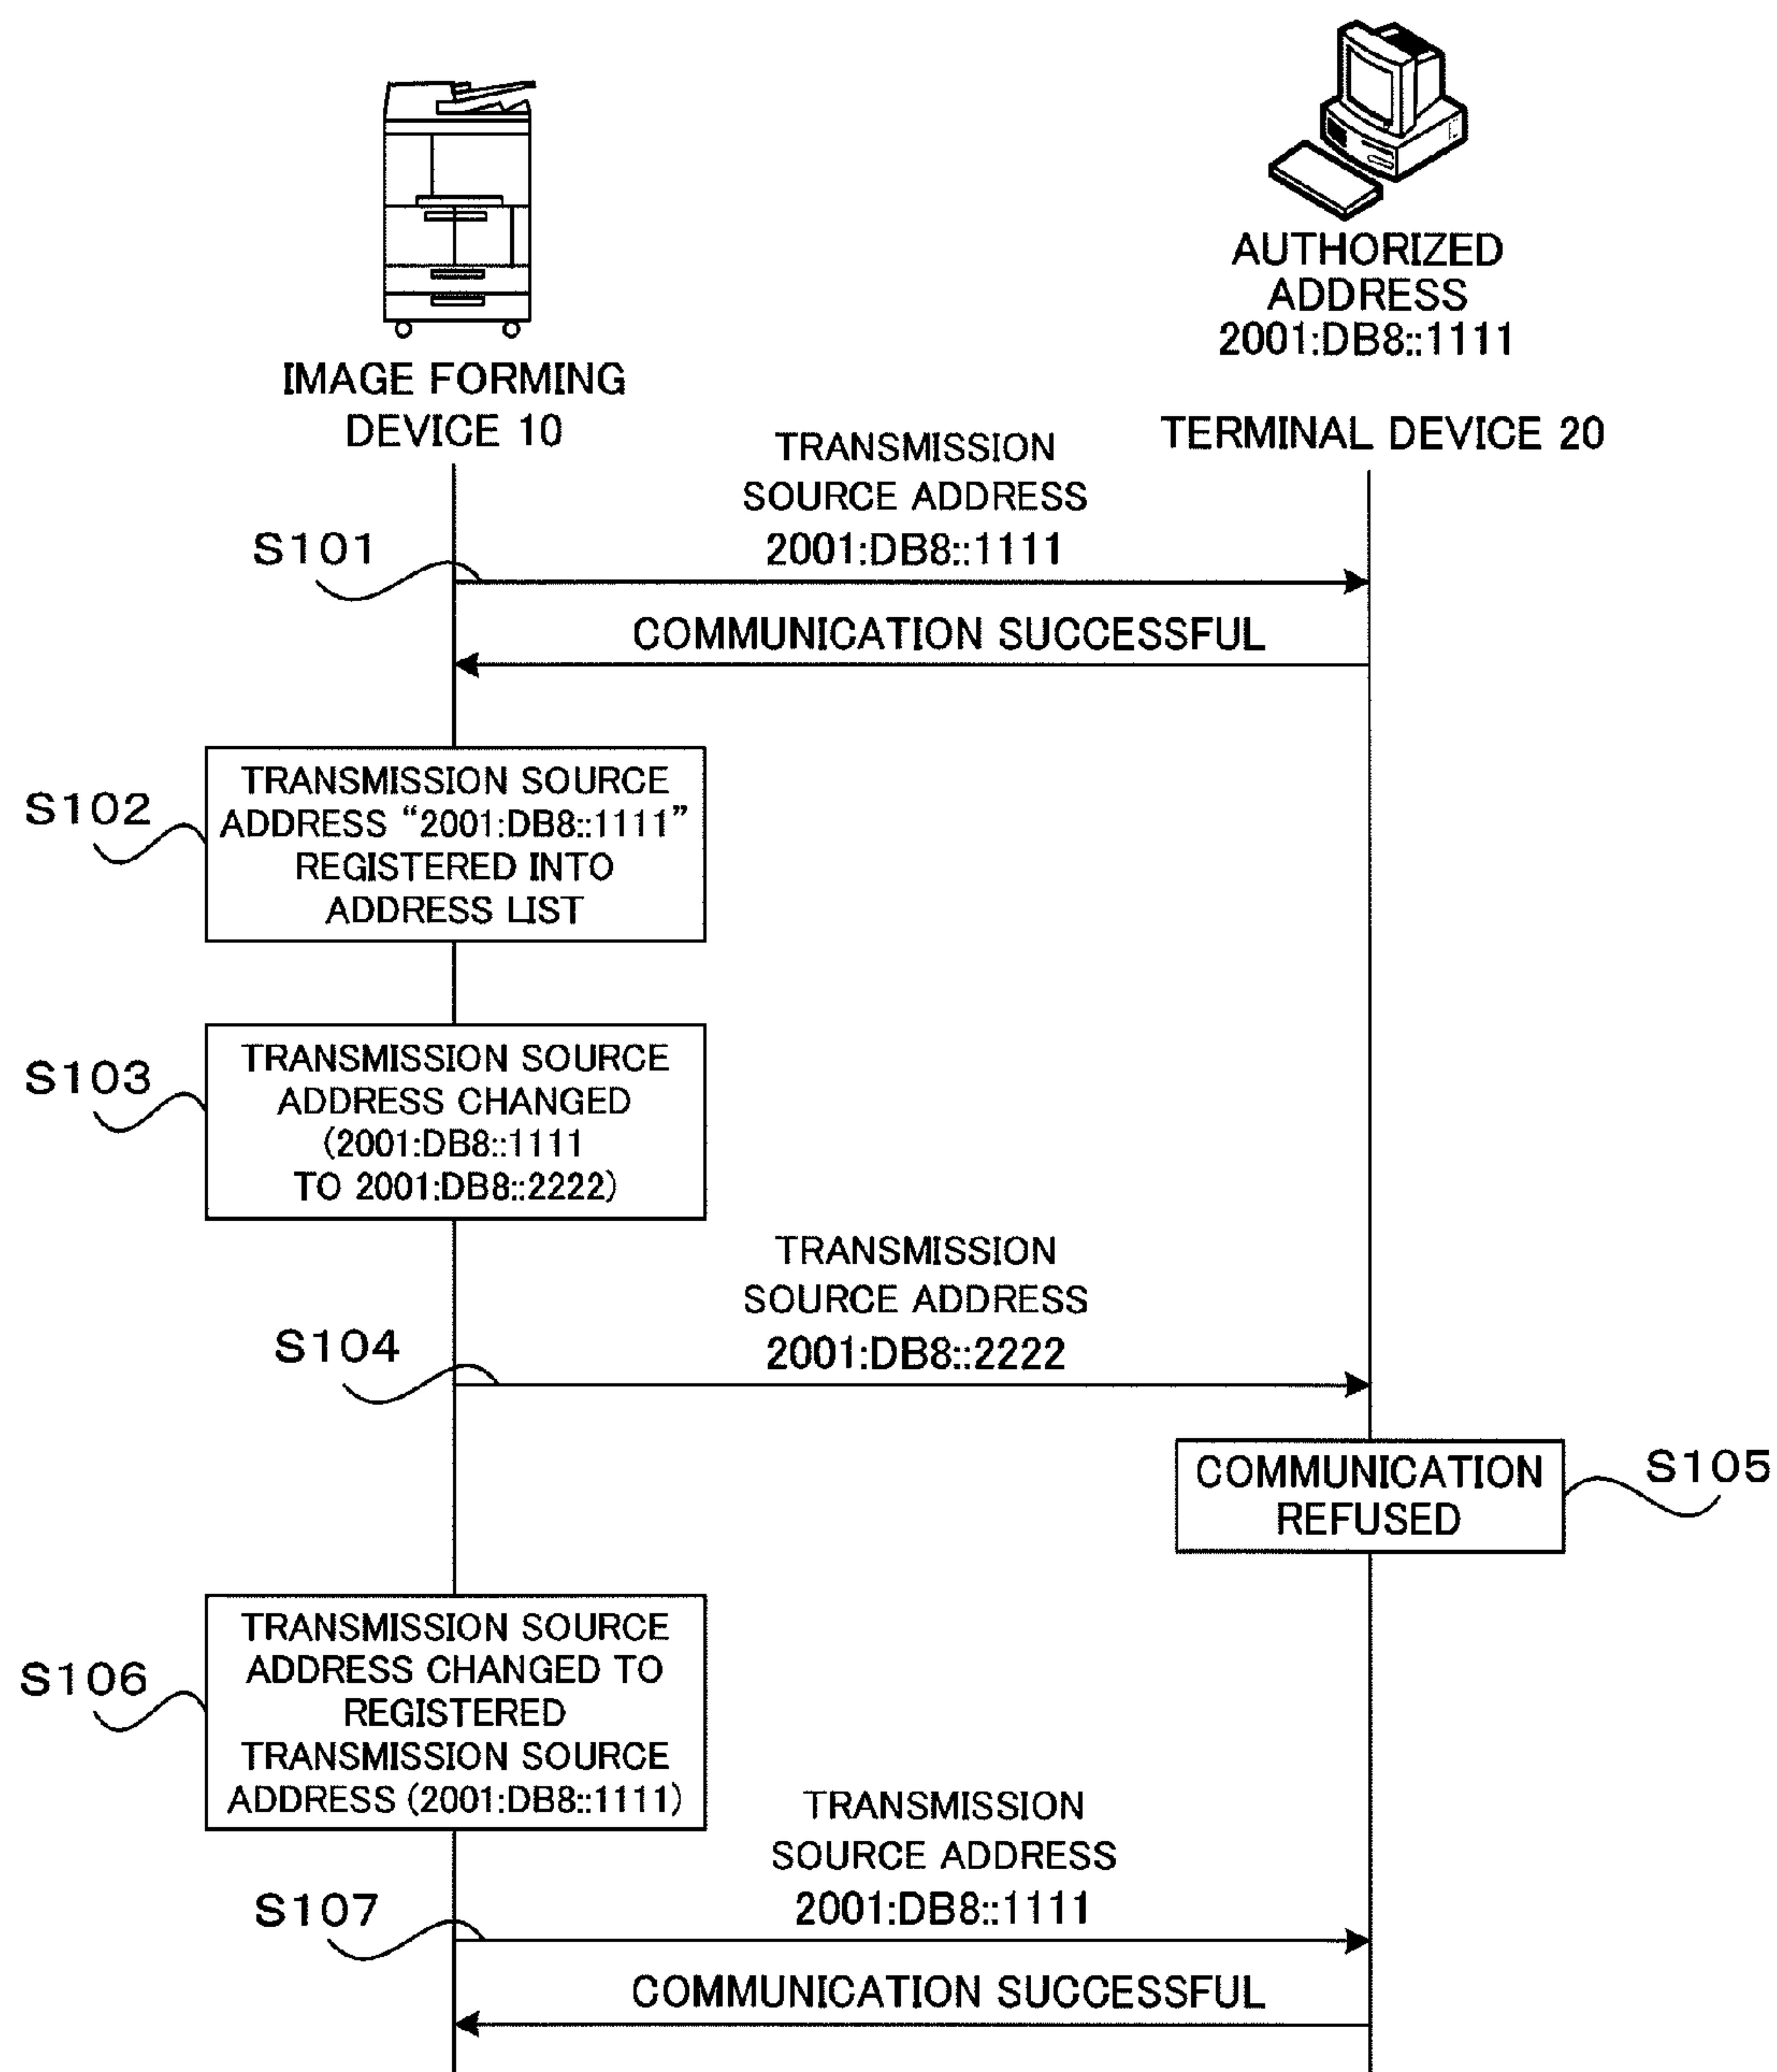 AUTHORIZED
ADDRESS
2001:DB8::1111
IMAGE FORMING
DEVICE 10
TERMINAL DEVICE 20
TRANSMISSION
SOURCE ADDRESS
2001:DB8::1111
S101
COMMUNICATION SUCCESSFUL
S102
TRANSMISSION SOURCE
ADDRESS “2001:DB8::1111”
REGISTERED INTO
ADDRESS LIST
S103
TRANSMISSION SOURCE
ADDRESS CHANGED
(2001:DB8::1111
TO 2001:DB8::2222)
TRANSMISSION
SOURCE ADDRESS
2001:DB8::2222
S104
COMMUNICATION
REFUSED
S105
S106
TRANSMISSION SOURCE
ADDRESS CHANGED TO
REGISTERED
TRANSMISSION SOURCE
ADDRESS (2001:DB8::1111)
TRANSMISSION
SOURCE ADDRESS
2001:DB8::1111
S107
COMMUNICATION SUCCESSFUL